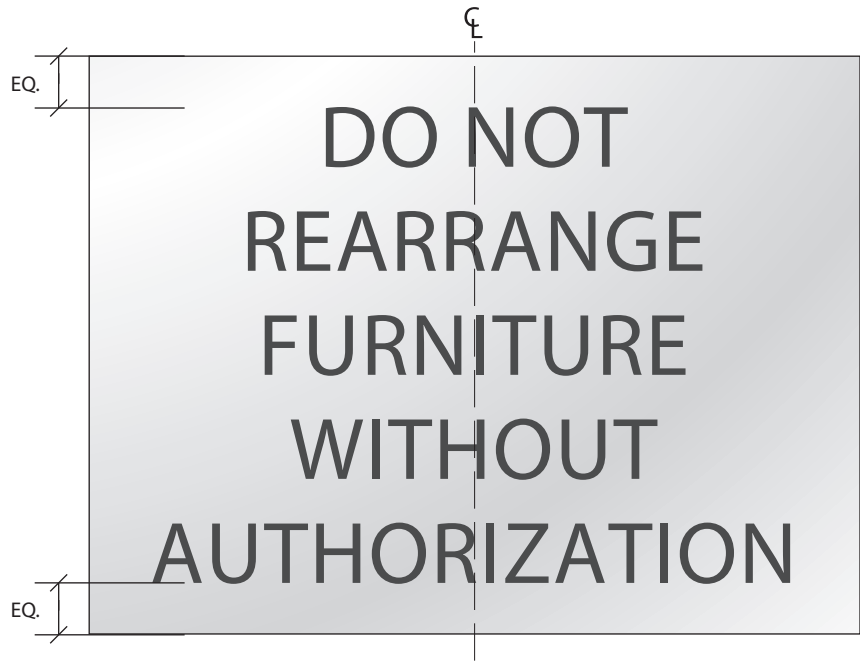 ℄
EQ.
DO NOT
REARRANGE
FURNITURE
WITHOUT
AUTHORIZATION
EQ.